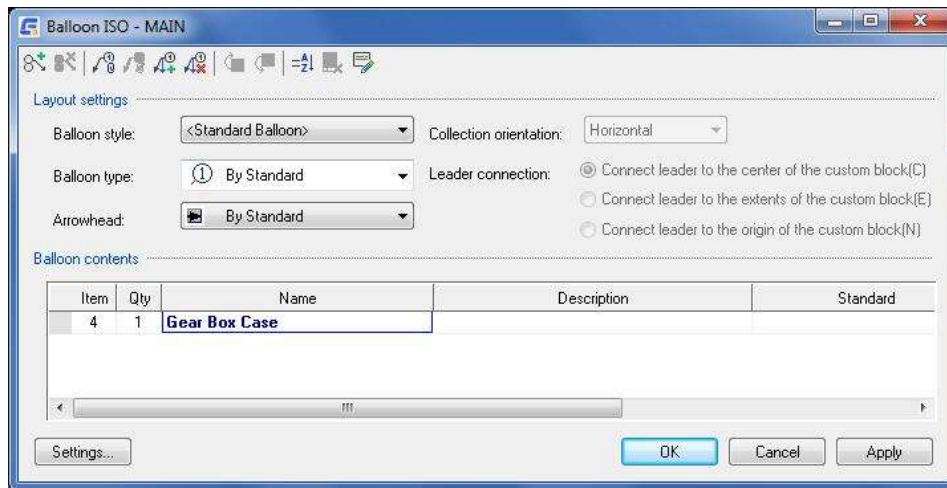 Balloon ISO - MAIN
Layout settings
Balloon style: <Standard Balloon> Collection orientation: Horizontal
Balloon type: 1 By Standard Leader connection: Connect leader to the center of the custom block(C)
Connect leader to the extents of the custom block(E)
Arrowhead: By Standard
Connect leader to the origin of the custom block(N)
Balloon contents
Item Qty Name Description Standard
4 1 Gear Box Case
Settings... OK Cancel Apply